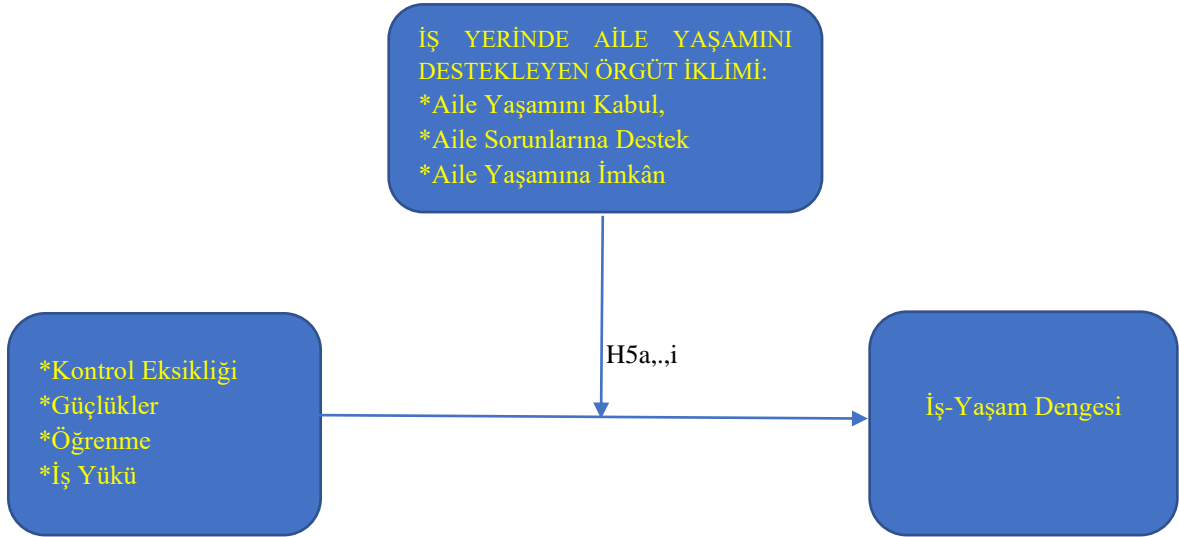 İŞ YERİNDE AİLE YAŞAMINI
DESTEKLEYEN ÖRGÜT İKLİMİ:
*Aile Yaşamını Kabul,
*Aile Sorunlarına Destek
*Aile Yaşamına İmkân
H5a,.,i
*Kontrol Eksikliği
*Güçlükler
*Öğrenme
*İş Yükü
İş-Yaşam Dengesi